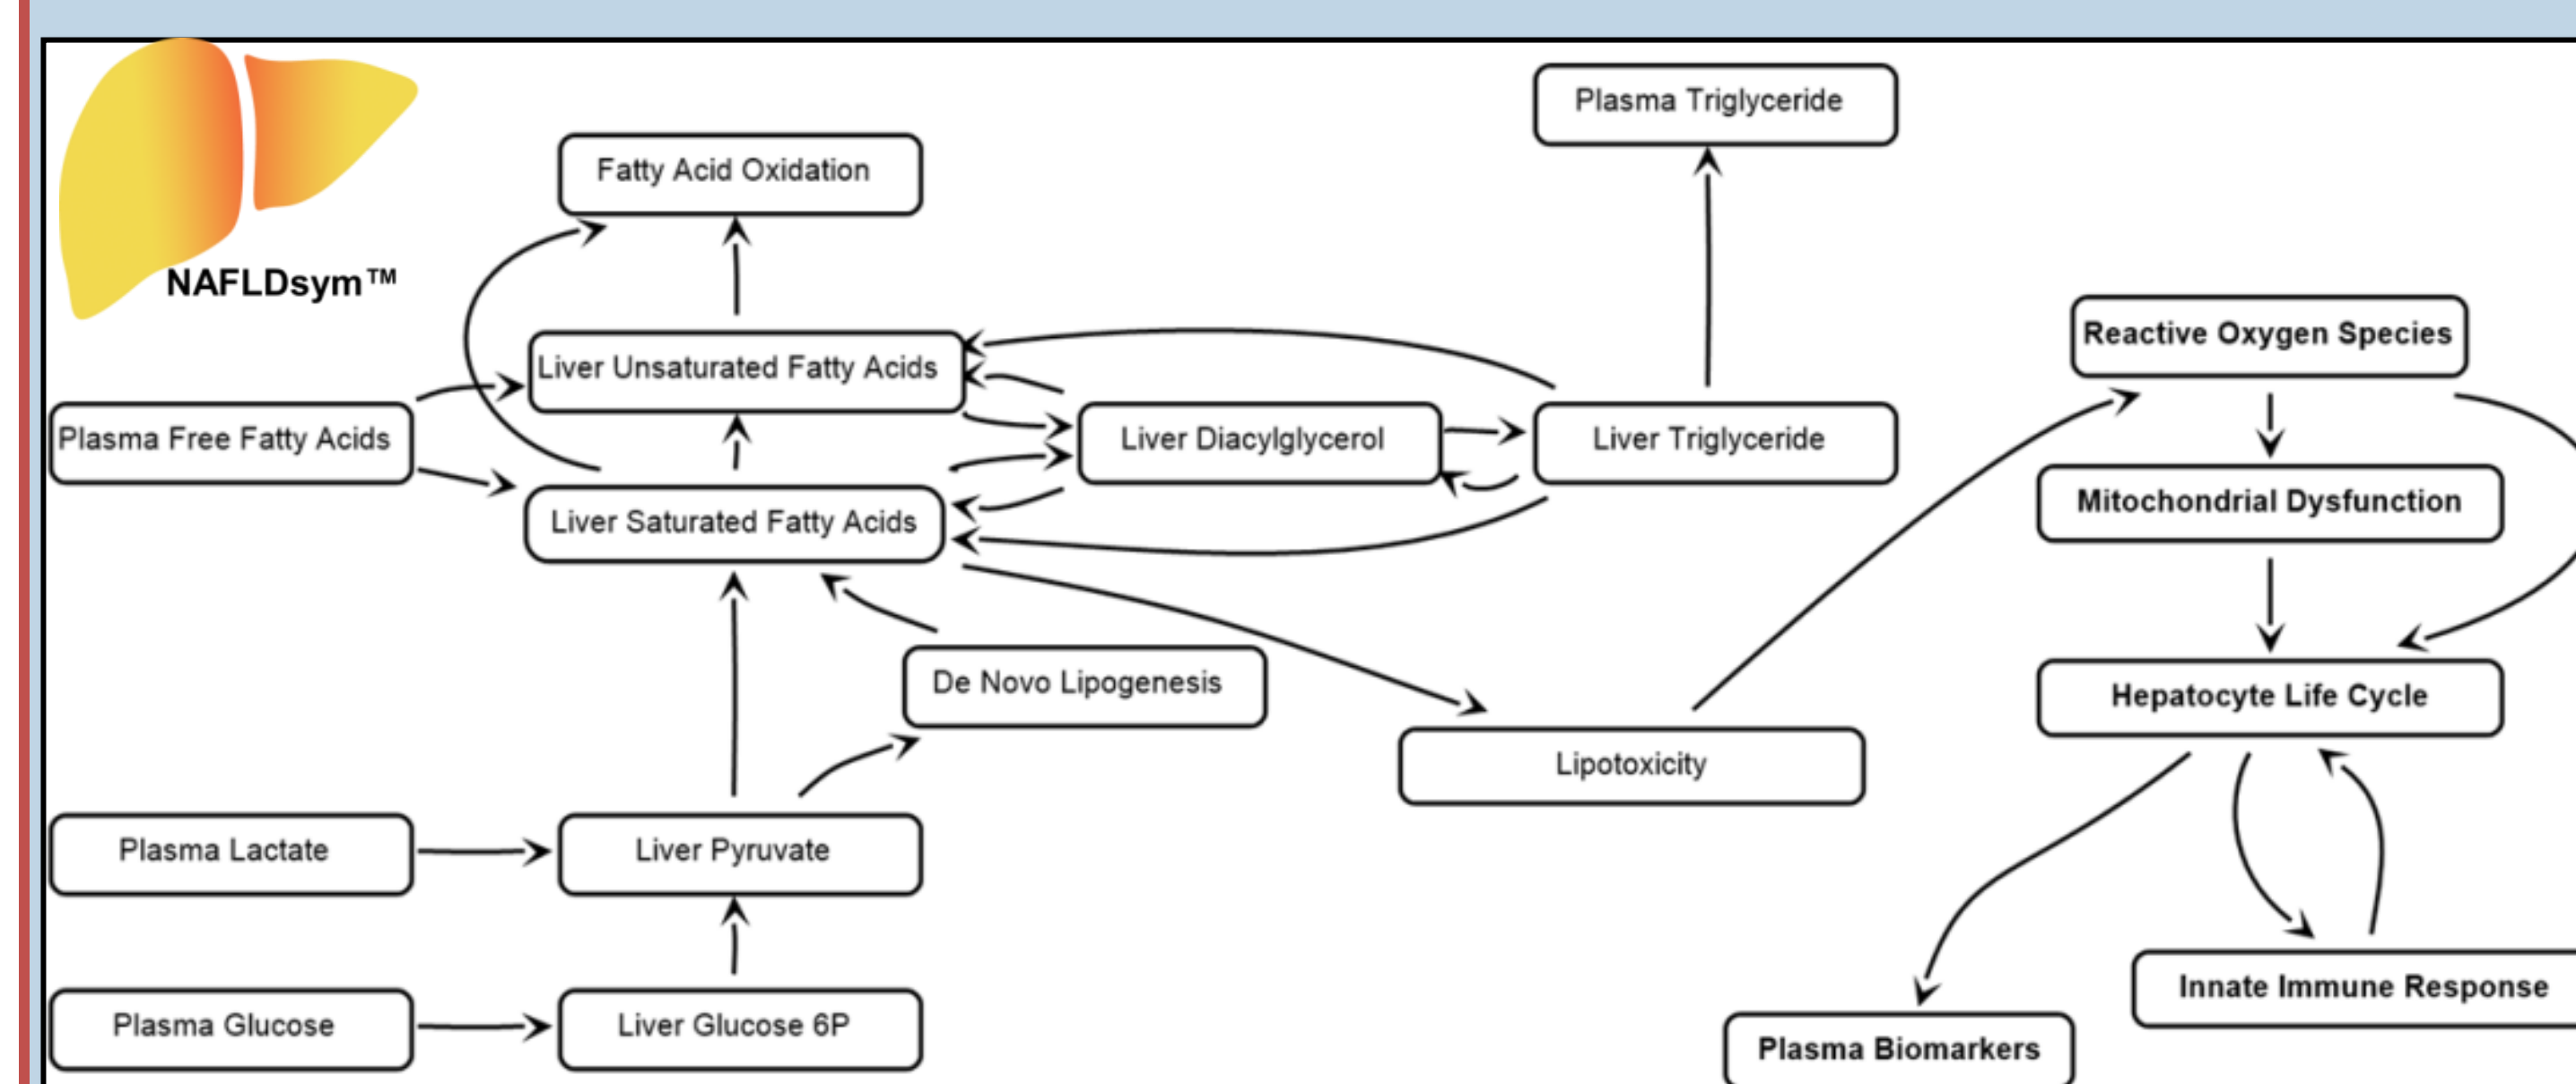 Plasma Triglyceride
Fatty Acid Oxidation
NAFLDsym™
Reactive Oxygen Species
Liver Unsaturated Fatty Acids
Plasma Free Fatty Acids
Liver Diacylglycerol
Liver Triglyceride
Mitochondrial Dysfunction
Liver Saturated Fatty Acids
De Novo Lipogenesis
Hepatocyte Life Cycle
Lipotoxicity
Plasma Lactate
Liver Pyruvate
Innate Immune Response
Plasma Glucose
Liver Glucose 6P
Plasma Biomarkers